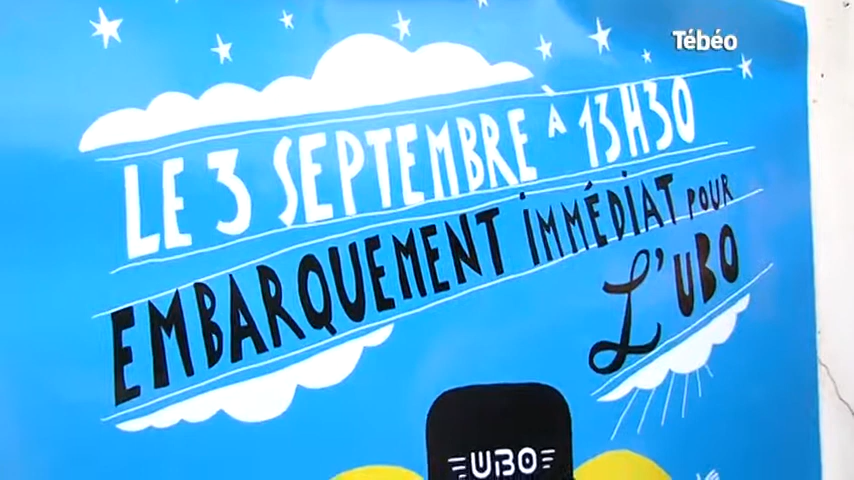 Tébéo
LE 3 SEPTEMBRE À 13H30
EMBARQUEMENT IMMÉDIAT POUR
L'UBO
UBO